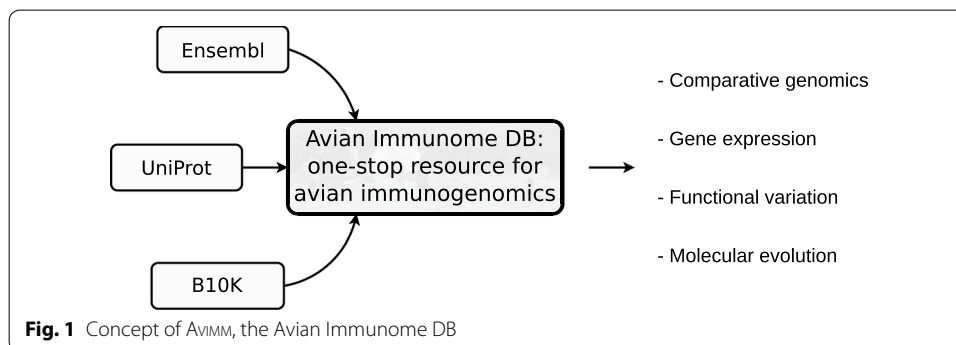 Ensembl
UniProt
B10K
Avian Immunome DB:
one-stop resource for
avian immunogenomics
- Comparative genomics
- Gene expression
- Functional variation
- Molecular evolution
Fig. 1 Concept of Avimm, the Avian Immunome DB